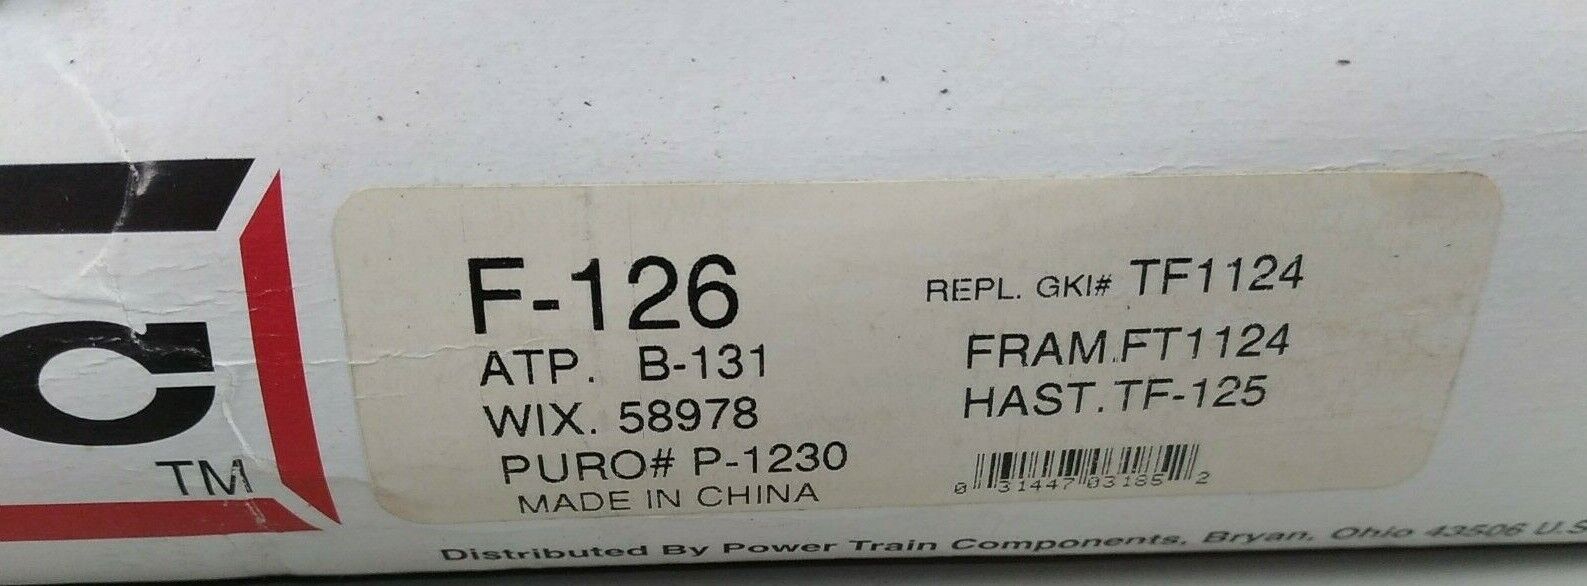 c
TM
F-126
ATP. B-131
WIX. 58978
PURO# P-1230
MADE IN CHINA
REPL. GKI# TF1124
FRAM.FT1124
HAST.TF-125
0 31447 03185 2
Distributed By Power Train Components, Bryan, Ohio 43506 U.S.